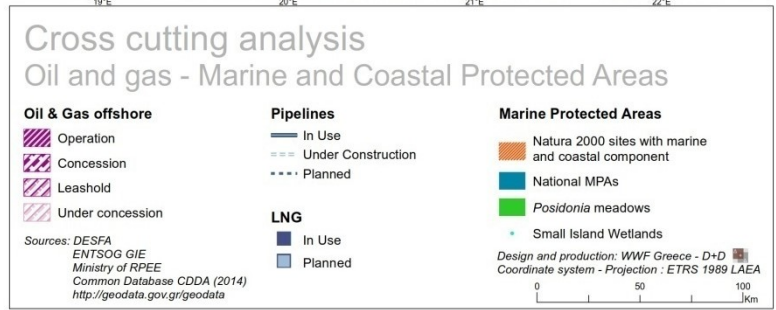 19°E 20°E 21°E 22°E
Cross cutting analysis
Oil and gas - Marine and Coastal Protected Areas
Oil & Gas offshore
Operation
Concession
Leashold
Under concession
Sources: DESFA
ENTSOG GIE
Ministry of RPEE
Common Database CDDA (2014)
http://geodata.gov.gr/geodata
Pipelines
In Use
Under Construction
Planned
LNG
In Use
Planned
Marine Protected Areas
Natura 2000 sites with marine
and coastal component
National MPAs
Posidonia meadows
Small Island Wetlands
Design and production: WWF Greece - D+D
Coordinate system - Projection : ETRS 1989 LAEA
0 50 100
Km